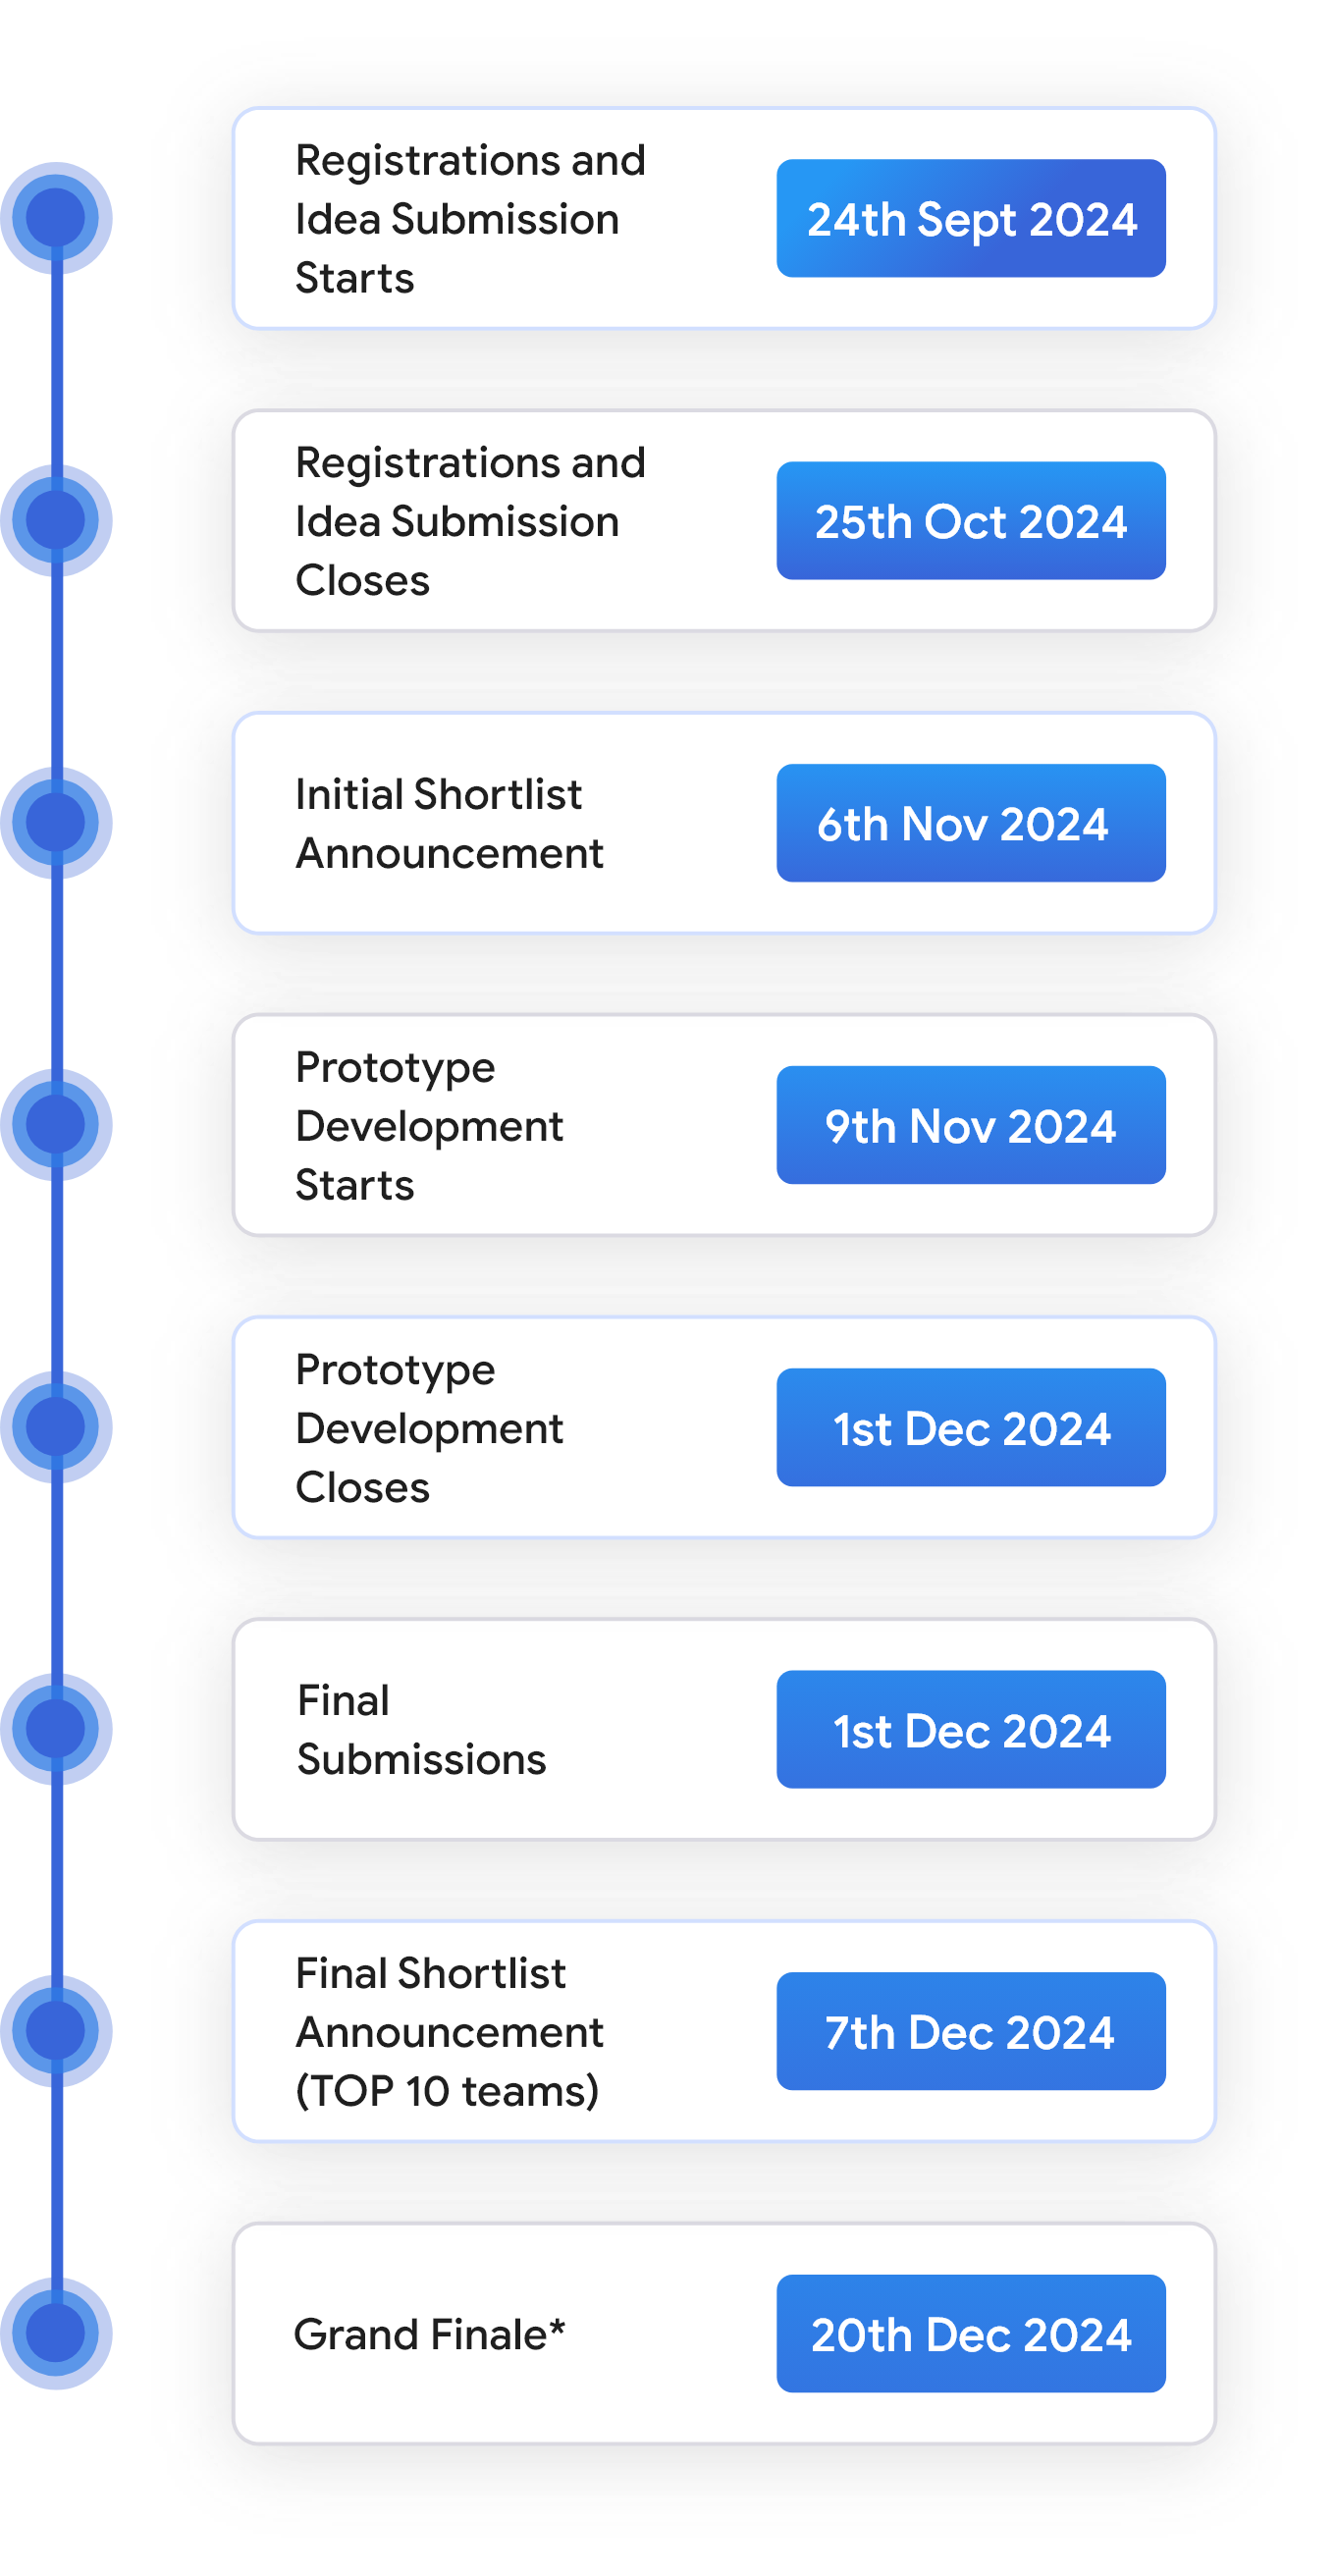 Registrations and
Idea Submission
Starts
24th Sept 2024
Registrations and
Idea Submission
Closes
25th Oct 2024
Initial Shortlist
Announcement
6th Nov 2024
Prototype
Development
Starts
9th Nov 2024
Prototype
Development
Closes
1st Dec 2024
Final
Submissions
1st Dec 2024
Final Shortlist
Announcement
(TOP 10 teams)
7th Dec 2024
Grand Finale*
20th Dec 2024